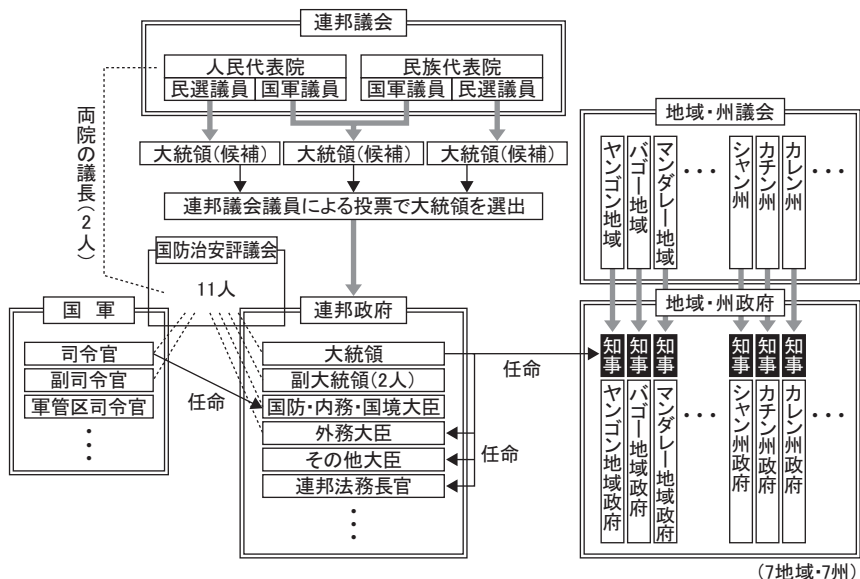 連邦議会
人民代表院
民選議員
国軍議員
民族代表院
国軍議員
民選議員
両院の議長(2人)
大統領(候補)
大統領(候補)
大統領(候補)
連邦議会議員による投票で大統領を選出
国防治安評議会
11人
国 軍
司令官
副司令官
軍管区司令官
・・・
任命
連邦政府
大統領
副大統領(2人)
国防・内務・国境大臣
外務大臣
その他大臣
連邦法務長官
・・・
任命
任命
地域・州議会
ヤンゴン地域
バゴー地域
マンダレー地域
・・・
シャン州
カチン州
カレン州
・・・
地域・州政府
知事
知事
知事
知事
知事
知事
ヤンゴン地域政府
バゴー地域政府
マンダレー地域政府
・・・
シャン州政府
カチン州政府
カレン州政府
・・・
(7地域・7州)